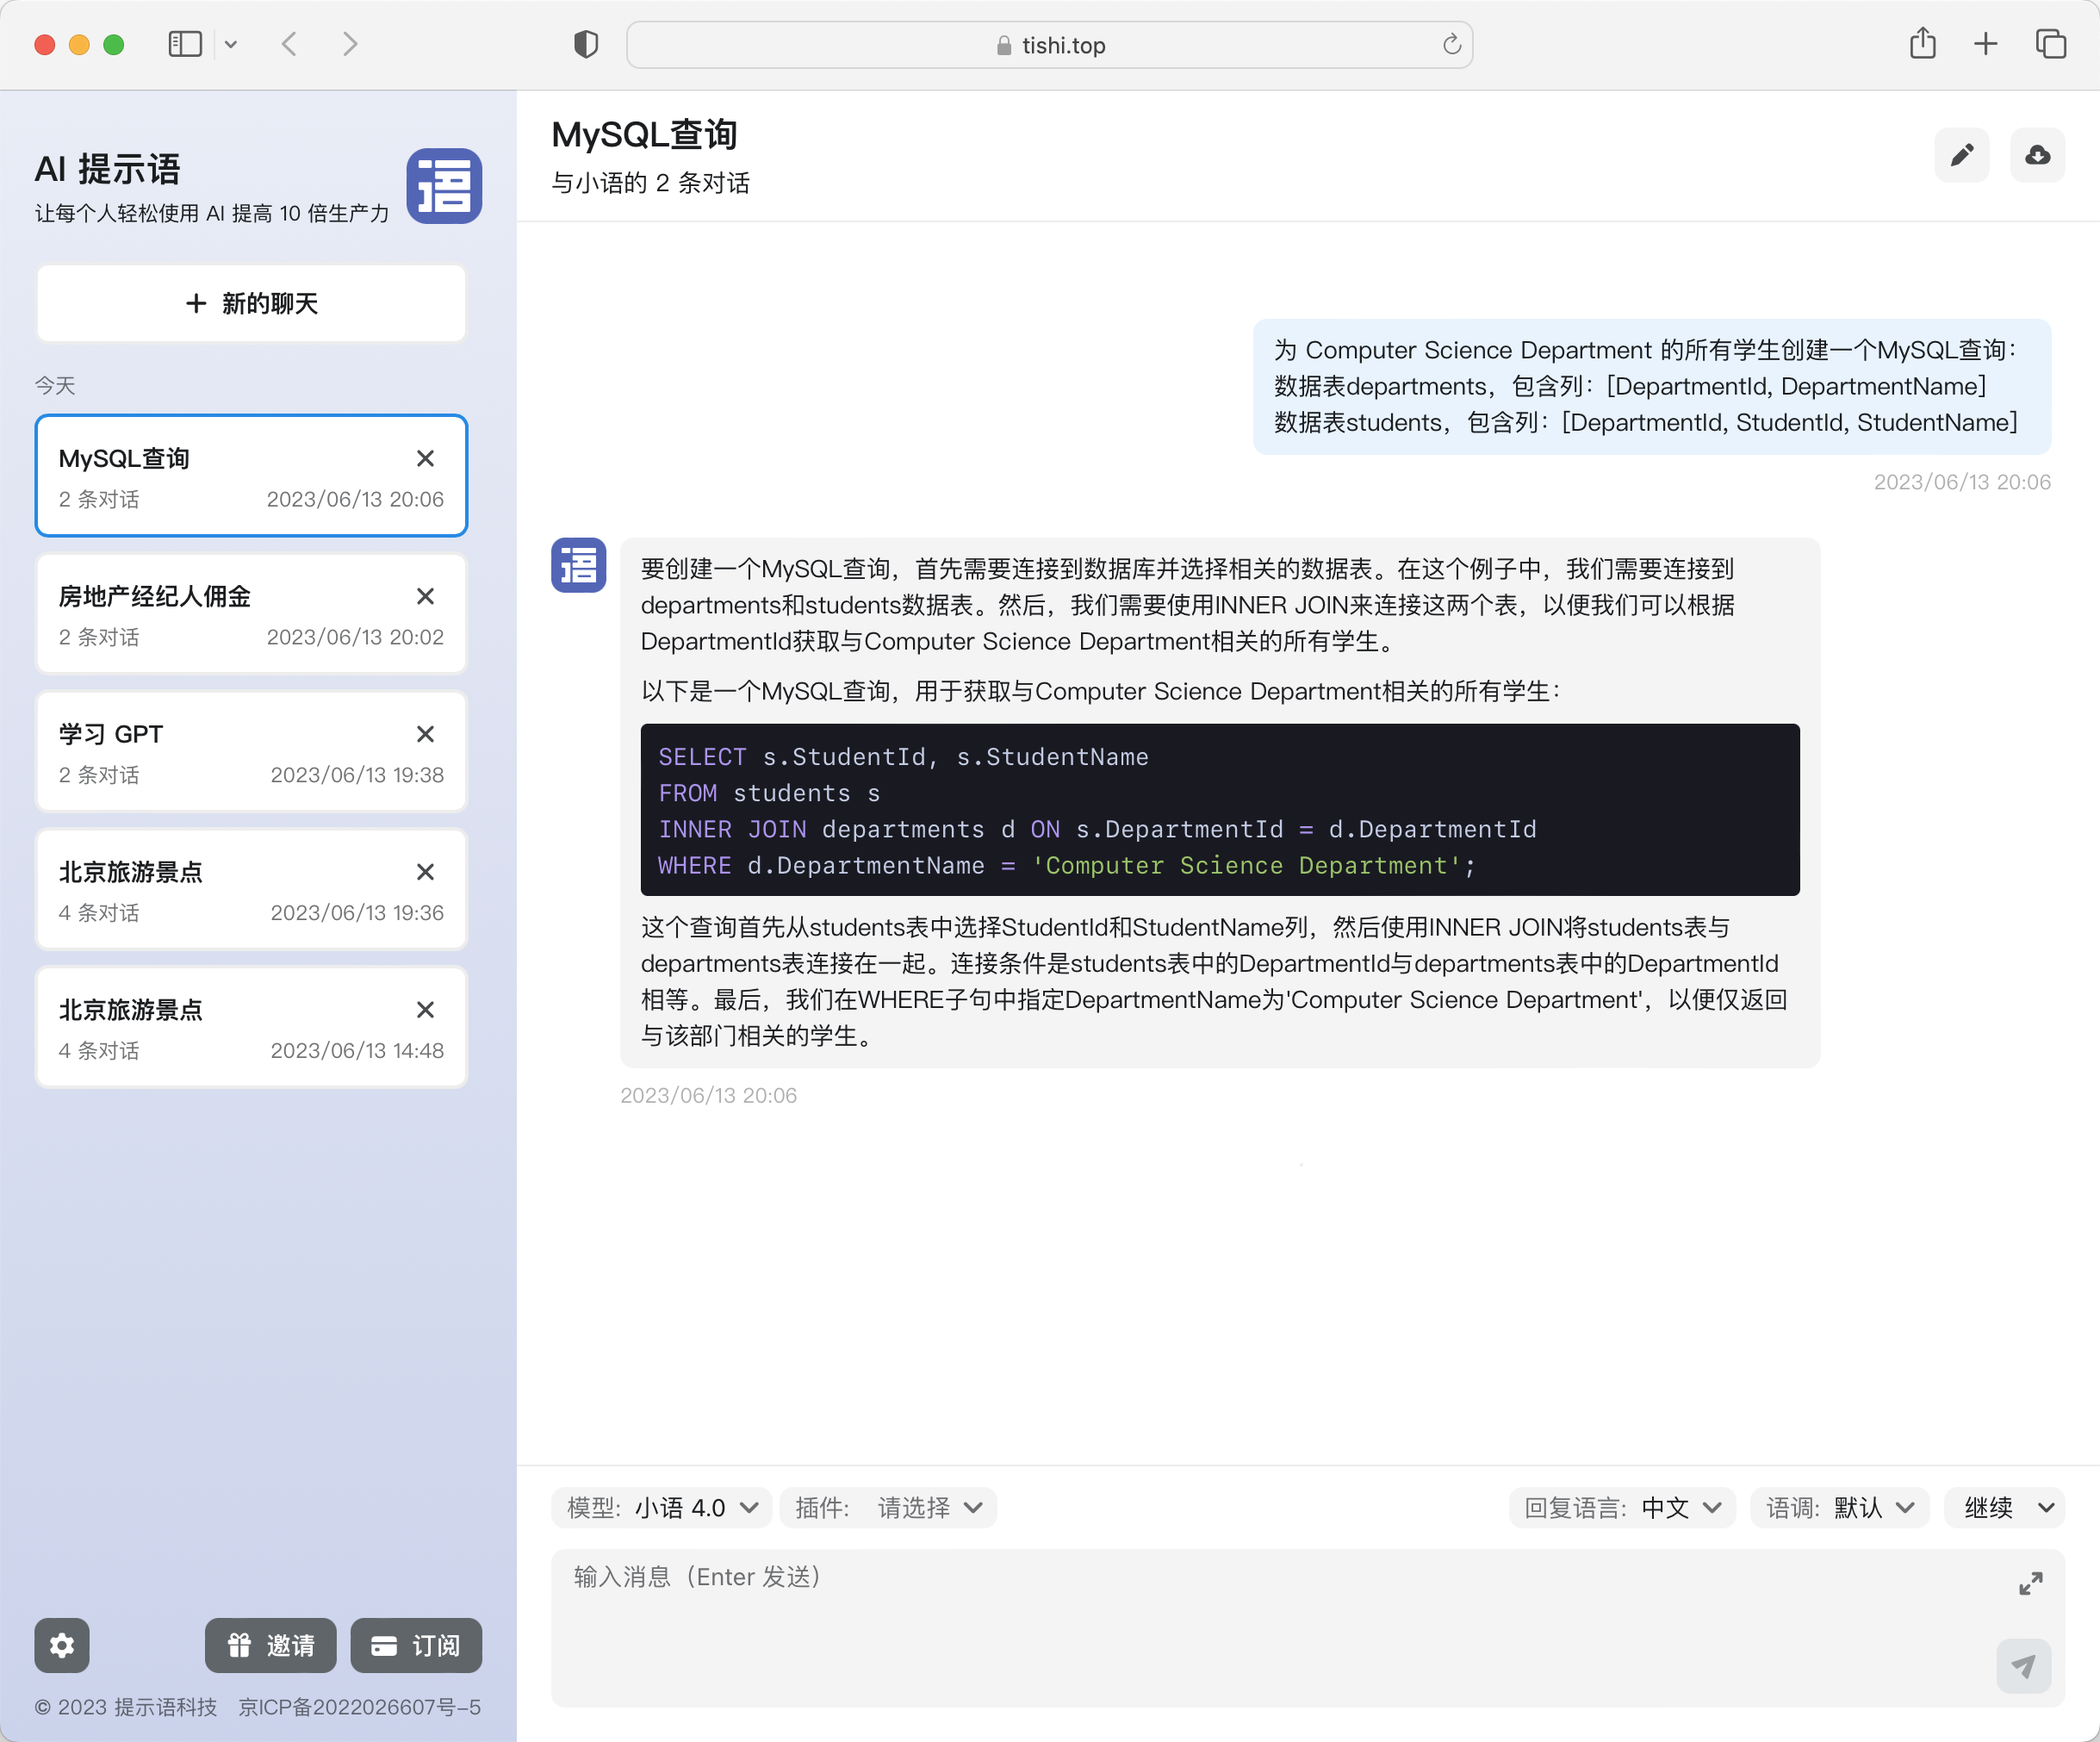 tishi.top
AI 提示语
让每个人轻松使用 AI 提高 10 倍生产力
语
新的聊天
今天
MySQL查询
2 条对话 2023/06/13 20:06
房地产经纪人佣金
2 条对话 2023/06/13 20:02
学习 GPT
2 条对话 2023/06/13 19:38
北京旅游景点
4 条对话 2023/06/13 19:36
北京旅游景点
4 条对话 2023/06/13 14:48
邀请 订阅
© 2023 提示语科技 京ICP备2022026607号-5
MySQL查询
与小语的 2 条对话
为 Computer Science Department 的所有学生创建一个MySQL查询：
数据表departments，包含列：[DepartmentId, DepartmentName]
数据表students，包含列：[DepartmentId, StudentId, StudentName]
2023/06/13 20:06
语
要创建一个MySQL查询，首先需要连接到数据库并选择相关的数据表。在这个例子中，我们需要连接到
departments和students数据表。然后，我们需要使用INNER JOIN来连接这两个表，以便我们可以根据
DepartmentId获取与Computer Science Department相关的所有学生。
以下是一个MySQL查询，用于获取与Computer Science Department相关的所有学生：
SELECT s.StudentId, s.StudentName
FROM students s
INNER JOIN departments d ON s.DepartmentId = d.DepartmentId
WHERE d.DepartmentName = 'Computer Science Department';
这个查询首先从students表中选择StudentId和StudentName列，然后使用INNER JOIN将students表与
departments表连接在一起。连接条件是students表中的DepartmentId与departments表中的DepartmentId
相等。最后，我们在WHERE子句中指定DepartmentName为'Computer Science Department'，以便仅返回
与该部门相关的学生。
2023/06/13 20:06
模型: 小语 4.0 插件: 请选择 回复语言: 中文 语调: 默认 继续
输入消息（Enter 发送）